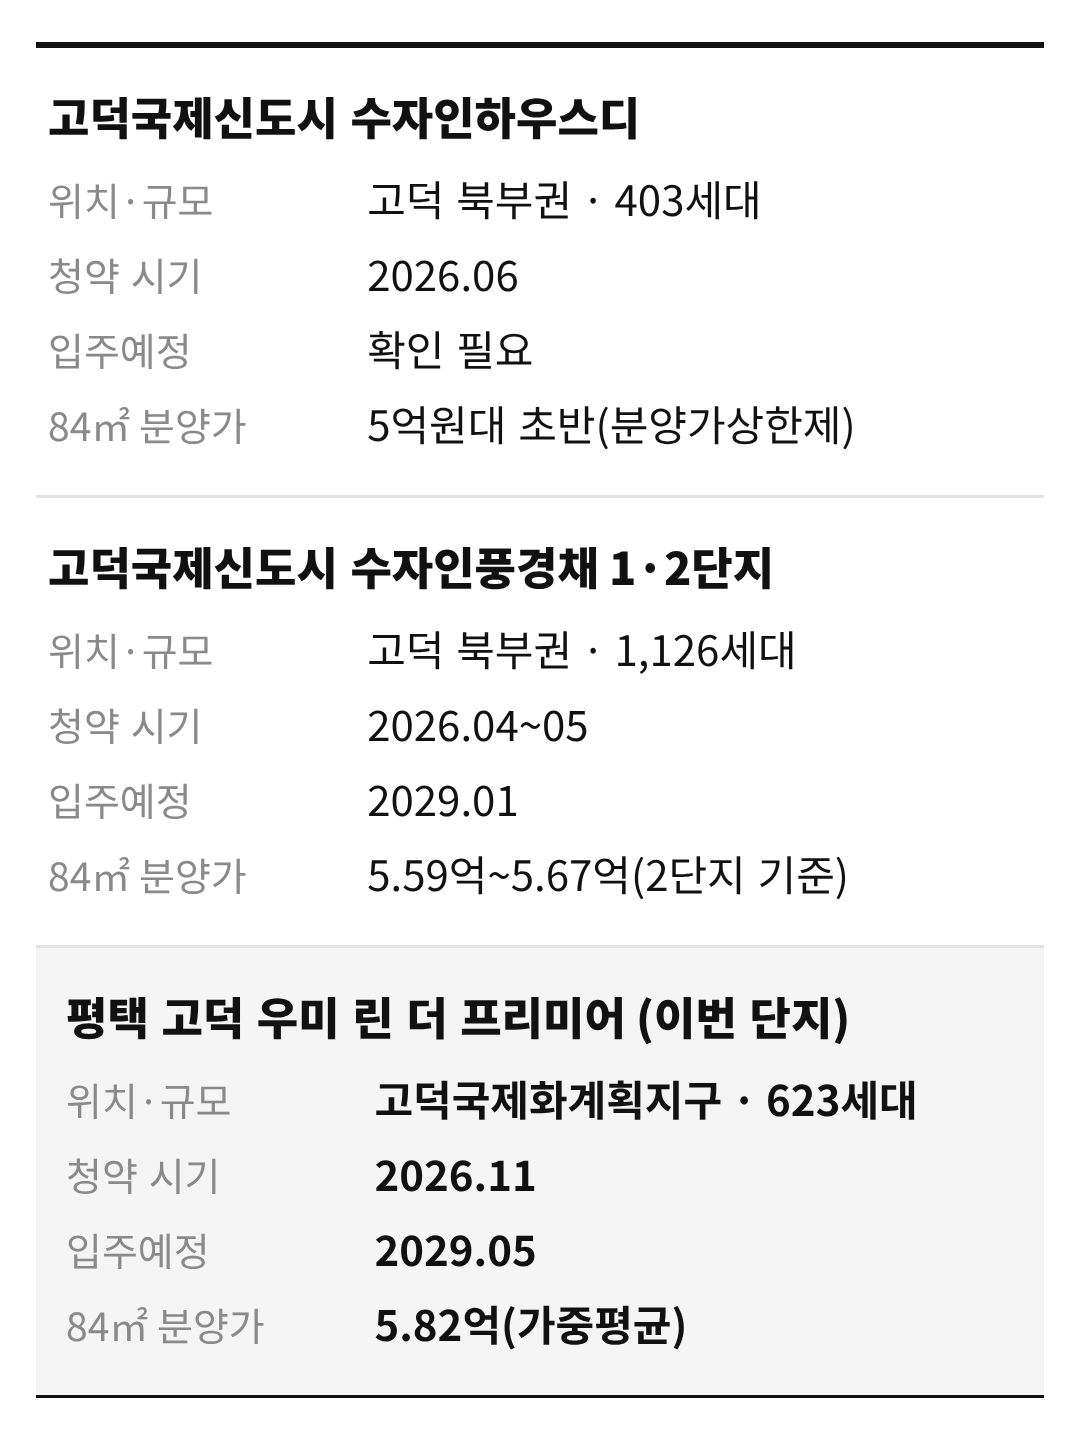 고덕국제신도시 수자인하우스디
위치·규모 고덕 북부권 · 403세대
청약 시기 2026.06
입주예정 확인 필요
84㎡ 분양가 5억원대 초반(분양가상한제)
고덕국제신도시 수자인풍경채 1·2단지
위치·규모 고덕 북부권 · 1,126세대
청약 시기 2026.04~05
입주예정 2029.01
84㎡ 분양가 5.59억~5.67억(2단지 기준)
평택 고덕 우미 린 더 프리미어 (이번 단지)
위치·규모 고덕국제화계획지구 · 623세대
청약 시기 2026.11
입주예정 2029.05
84㎡ 분양가 5.82억(가중평균)